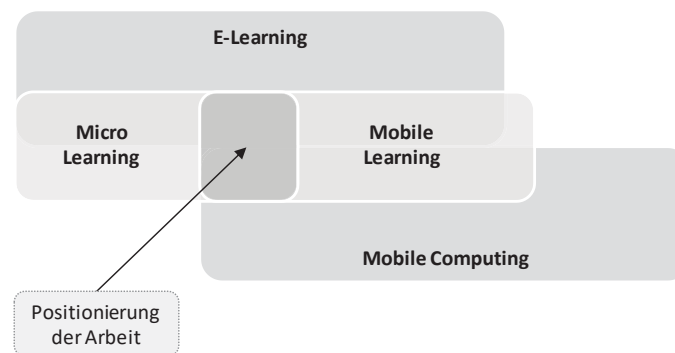 E-Learning
Micro
Learning
Mobile
Learning
Mobile Computing
Positionierung
der Arbeit